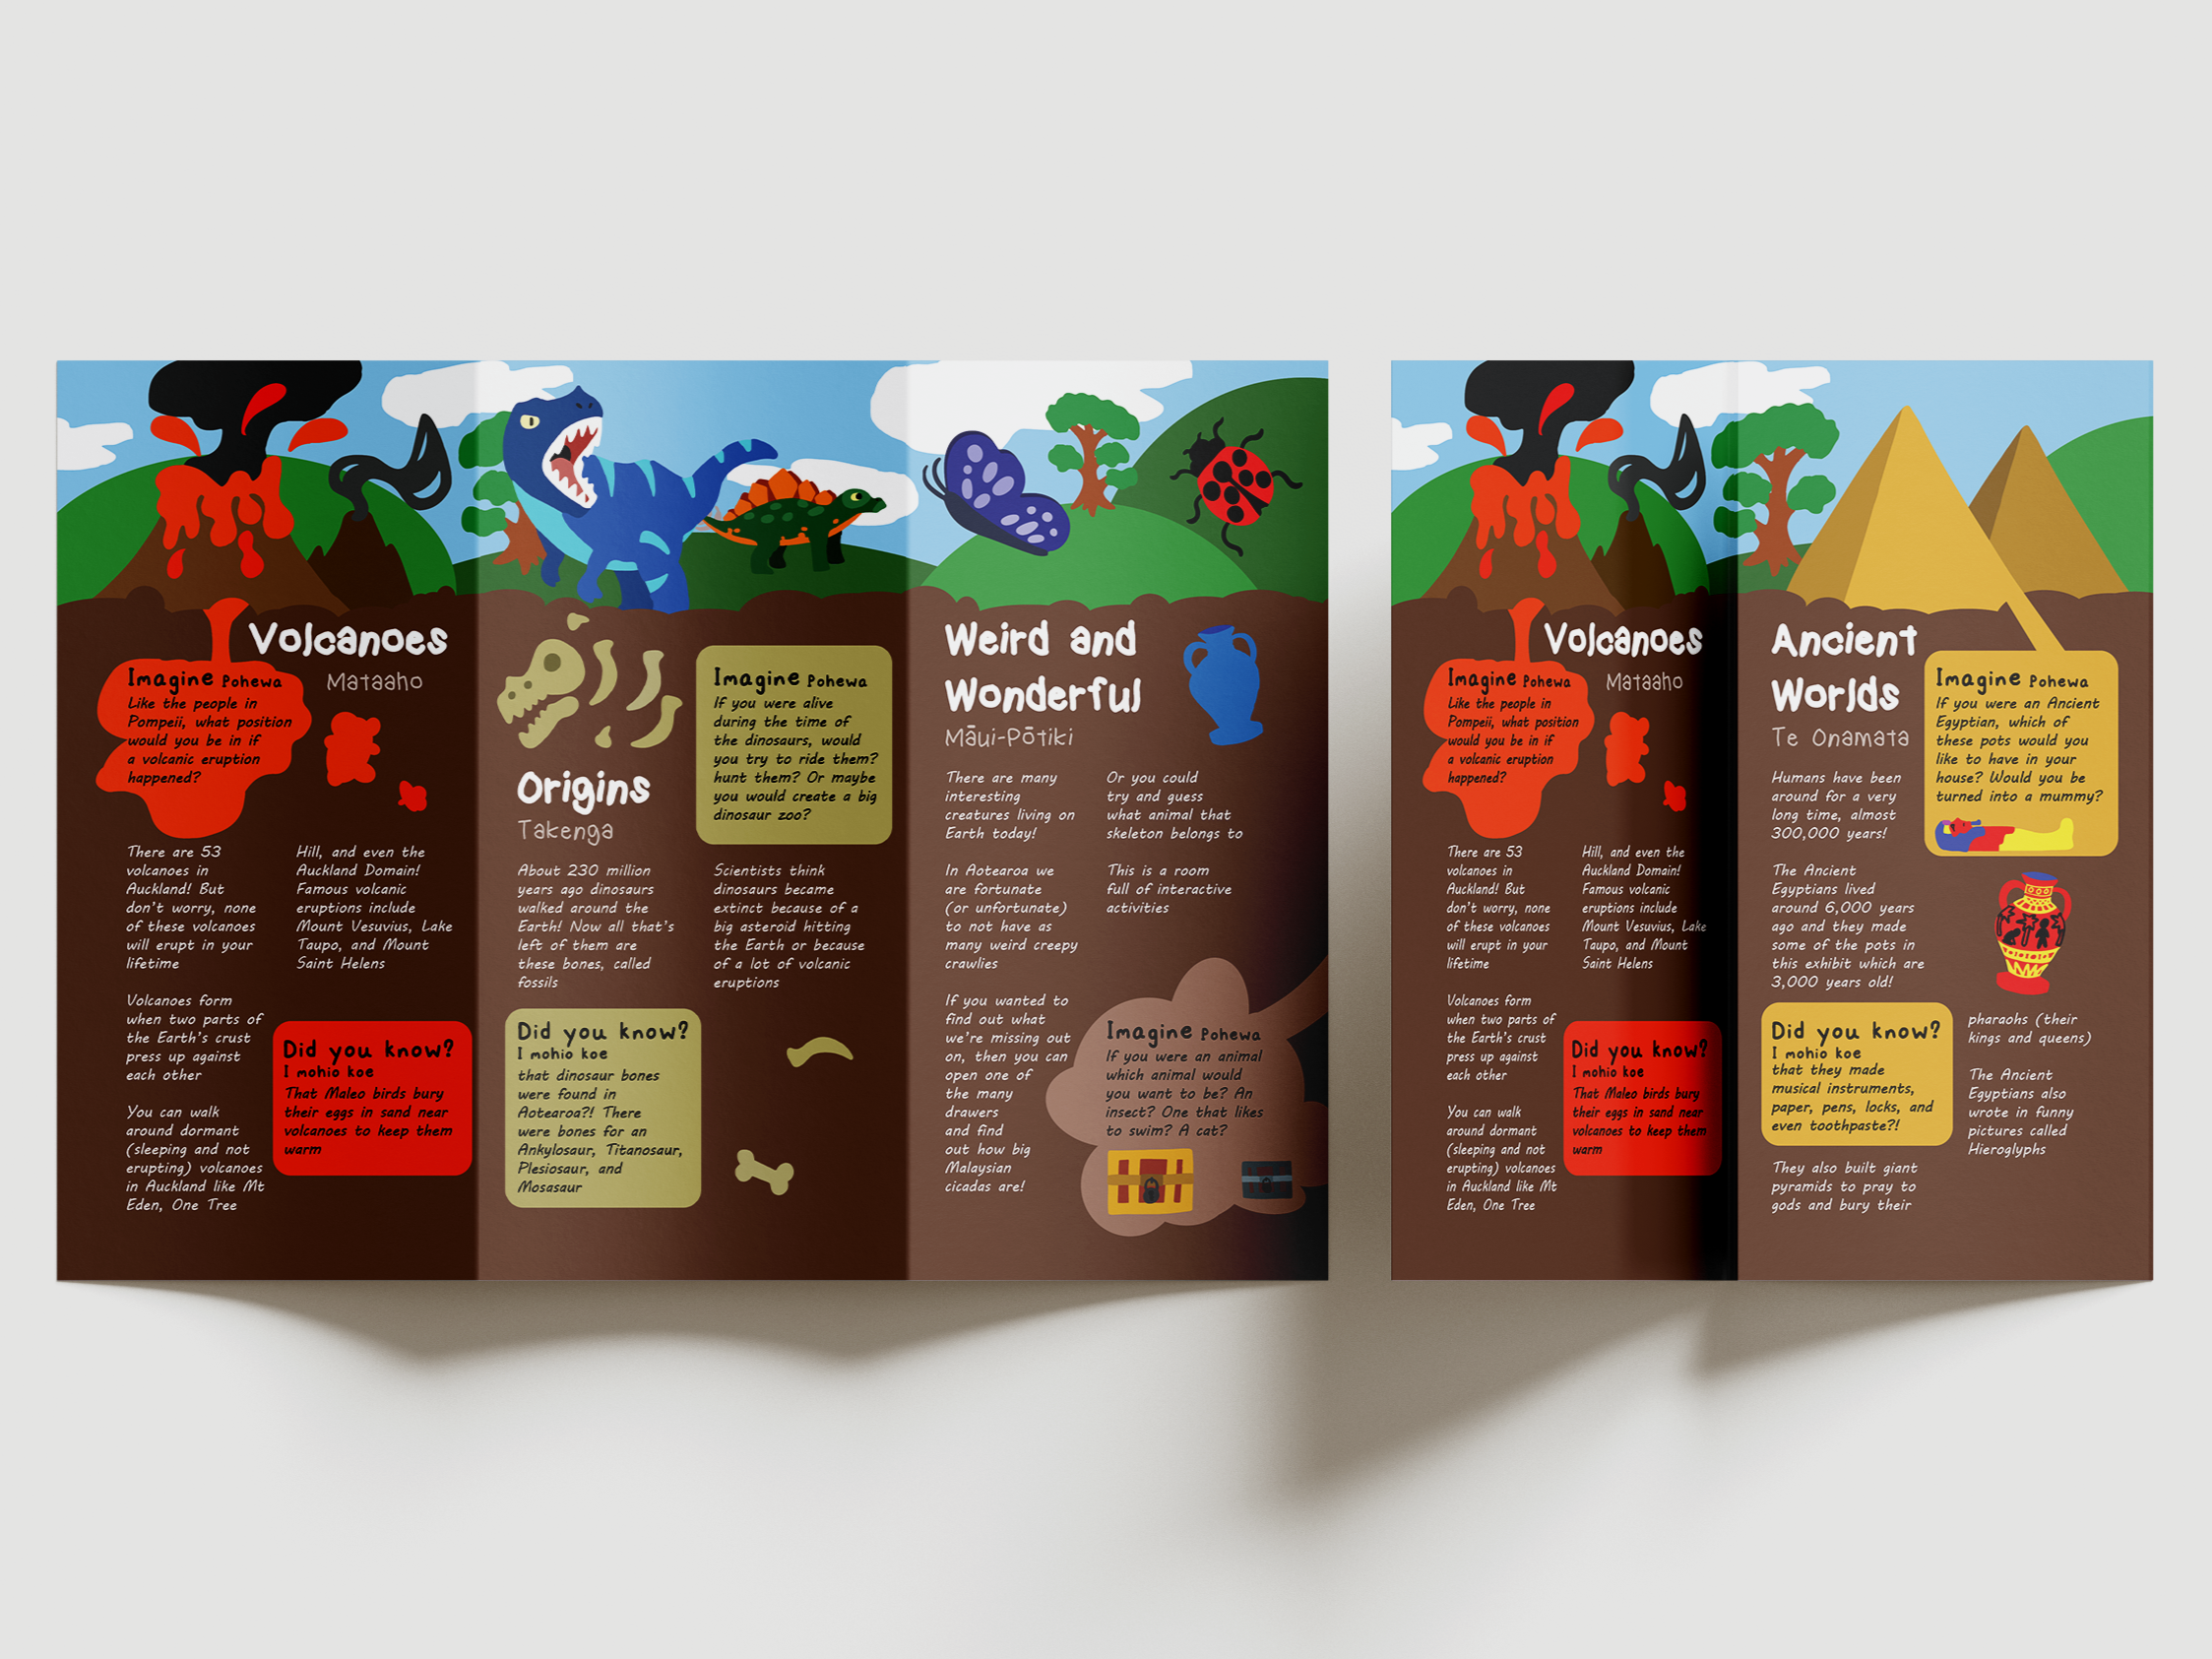 Volcanoes
Mataaho
Imagine Pohewa
Like the people in
Pompeii, what position
would you be in if
a volcanic eruption
happened?
There are 53
volcanoes in
Auckland! But
don't worry, none
of these volcanoes
will erupt in your
lifetime
Volcanoes form
when two parts of
the Earth's crust
press up against
each other
You can walk
around dormant
(sleeping and not
erupting) volcanoes
in Auckland like Mt
Eden, One Tree
Hill, and even the
Auckland Domain!
Famous volcanic
eruptions include
Mount Vesuvius, Lake
Taupo, and Mount
Saint Helens
Did you know?
I mohio koe
That Maleo birds bury
their eggs in sand near
volcanoes to keep them
warm
Origins
Takenga
About 230 million
years ago dinosaurs
walked around the
Earth! Now all that's
left of them are
these bones, called
fossils
Did you know?
I mohio koe
that dinosaur bones
were found in
Aotearoa?! There
were bones for an
Ankylosaur, Titanosaur,
Plesiosaur, and
Mosasaur
Imagine Pohewa
If you were alive
during the time of
the dinosaurs, would
you try to ride them?
hunt them? Or maybe
you would create a big
dinosaur zoo?
Scientists think
dinosaurs became
extinct because of a
big asteroid hitting
the Earth or because
of a lot of volcanic
eruptions
Weird and
Wonderful
Māui-Pōtiki
There are many
interesting
creatures living on
Earth today!
In Aotearoa we
are fortunate
(or unfortunate)
to not have as
many weird creepy
crawlies
If you wanted to
find out what
we're missing out
on, then you can
open one of
the many
drawers
and find
out how big
Malaysian
cicadas are!
Or you could
try and guess
what animal that
skeleton belongs to
This is a room
full of interactive
activities
Imagine Pohewa
If you were an animal
which animal would
you want to be? An
insect? One that likes
to swim? A cat?
Volcanoes
Mataaho
Imagine Pohewa
Like the people in
Pompeii, what position
would you be in if
a volcanic eruption
happened?
There are 53
volcanoes in
Auckland! But
don't worry, none
of these volcanoes
will erupt in your
lifetime
Volcanoes form
when two parts of
the Earth's crust
press up against
each other
You can walk
around dormant
(sleeping and not
erupting) volcanoes
in Auckland like Mt
Eden, One Tree
Hill, and even the
Auckland Domain!
Famous volcanic
eruptions include
Mount Vesuvius, Lake
Taupo, and Mount
Saint Helens
Did you know?
I mohio koe
That Maleo birds bury
their eggs in sand near
volcanoes to keep them
warm
Ancient
Worlds
Te Onamata
Humans have been
around for a very
long time, almost
300,000 years!
The Ancient
Egyptians lived
around 6,000 years
ago and they made
some of the pots in
this exhibit which are
3,000 years old!
Imagine Pohewa
If you were an Ancient
Egyptian, which of
these pots would you
like to have in your
house? Would you be
turned into a mummy?
Did you know?
I mohio koe
that they made
musical instruments,
paper, pens, locks, and
even toothpaste?!
They also built giant
pyramids to pray to
gods and bury their
pharaohs (their
kings and queens)
The Ancient
Egyptians also
wrote in funny
pictures called
Hieroglyphs